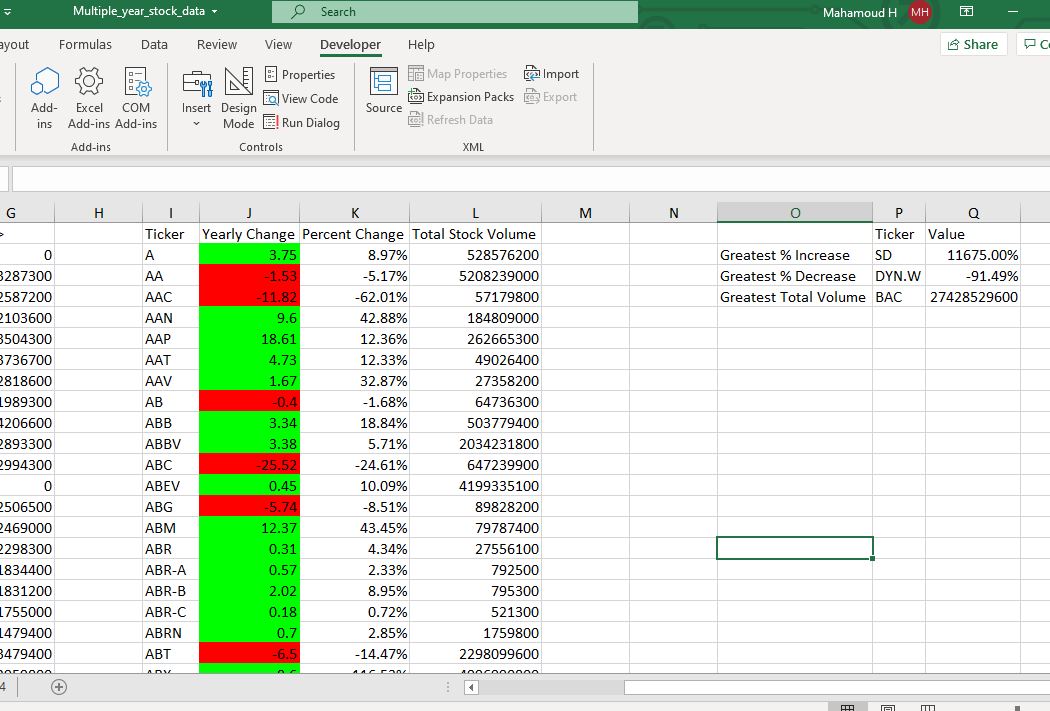 Multiple_year_stock_data Search Mahamoud H MH
ayout Formulas Data Review View Developer Help Share
Add-ins Excel Add-ins COM Add-ins Insert Design Mode Properties View Code Run Dialog Source Map Properties Expansion Packs Refresh Data Import Export
Add-ins Controls XML
G H I J K L M N O P Q
> Ticker Yearly Change Percent Change Total Stock Volume Ticker Value
0 A 3.75 8.97% 528576200 Greatest % Increase SD 11675.00%
3287300 AA -1.53 -5.17% 5208239000 Greatest % Decrease DYN.W -91.49%
2587200 AAC -11.82 -62.01% 57179800 Greatest Total Volume BAC 27428529600
2103600 AAN 9.6 42.88% 184809000
3504300 AAP 18.61 12.36% 262665300
3736700 AAT 4.73 12.33% 49026400
2818600 AAV 1.67 32.87% 27358200
1989300 AB -0.4 -1.68% 64736300
4206600 ABB 3.34 18.84% 503779400
2893300 ABBV 3.38 5.71% 2034231800
2994300 ABC -25.52 -24.61% 647239900
0 ABEV 0.45 10.09% 4199335100
2506500 ABG -5.74 -8.51% 89828200
2469000 ABM 12.37 43.45% 79787400
2298300 ABR 0.31 4.34% 27556100
1834400 ABR-A 0.57 2.33% 792500
1831200 ABR-B 2.02 8.95% 795300
1755000 ABR-C 0.18 0.72% 521300
1479400 ABRN 0.7 2.85% 1759800
3479400 ABT -6.5 -14.47% 2298099600
4